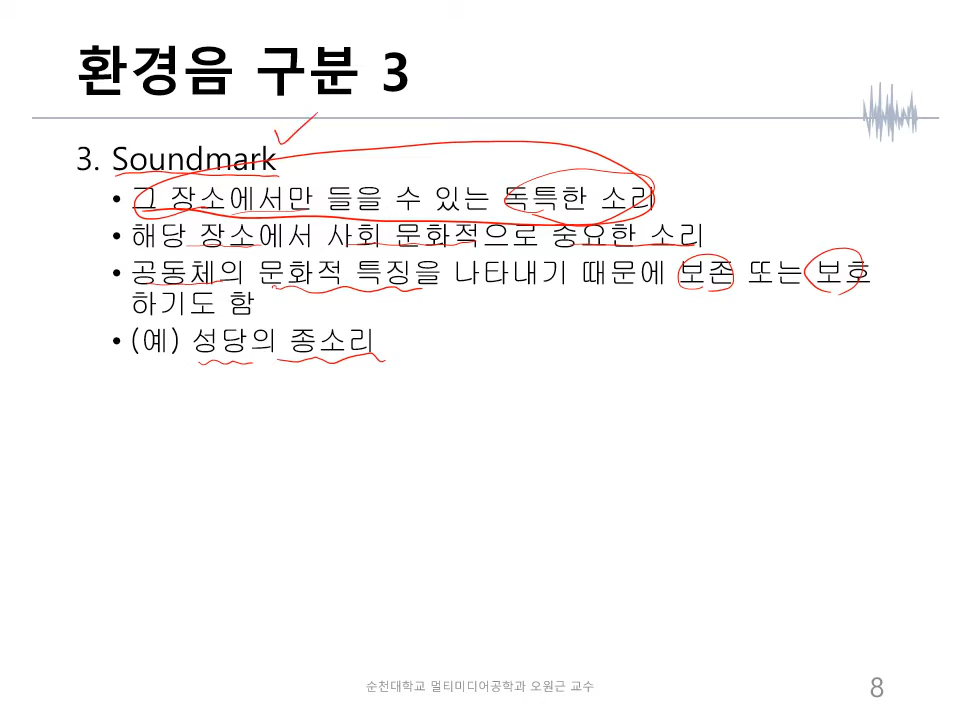 환경음 구분 3
3. Soundmark
• 그 장소에서만 들을 수 있는 독특한 소리
• 해당 장소에서 사회 문화적으로 중요한 소리
• 공동체의 문화적 특징을 나타내기 때문에 보존 또는 보호
하기도 함
• (예) 성당의 종소리
순천대학교 멀티미디어공학과 오원근 교수
8